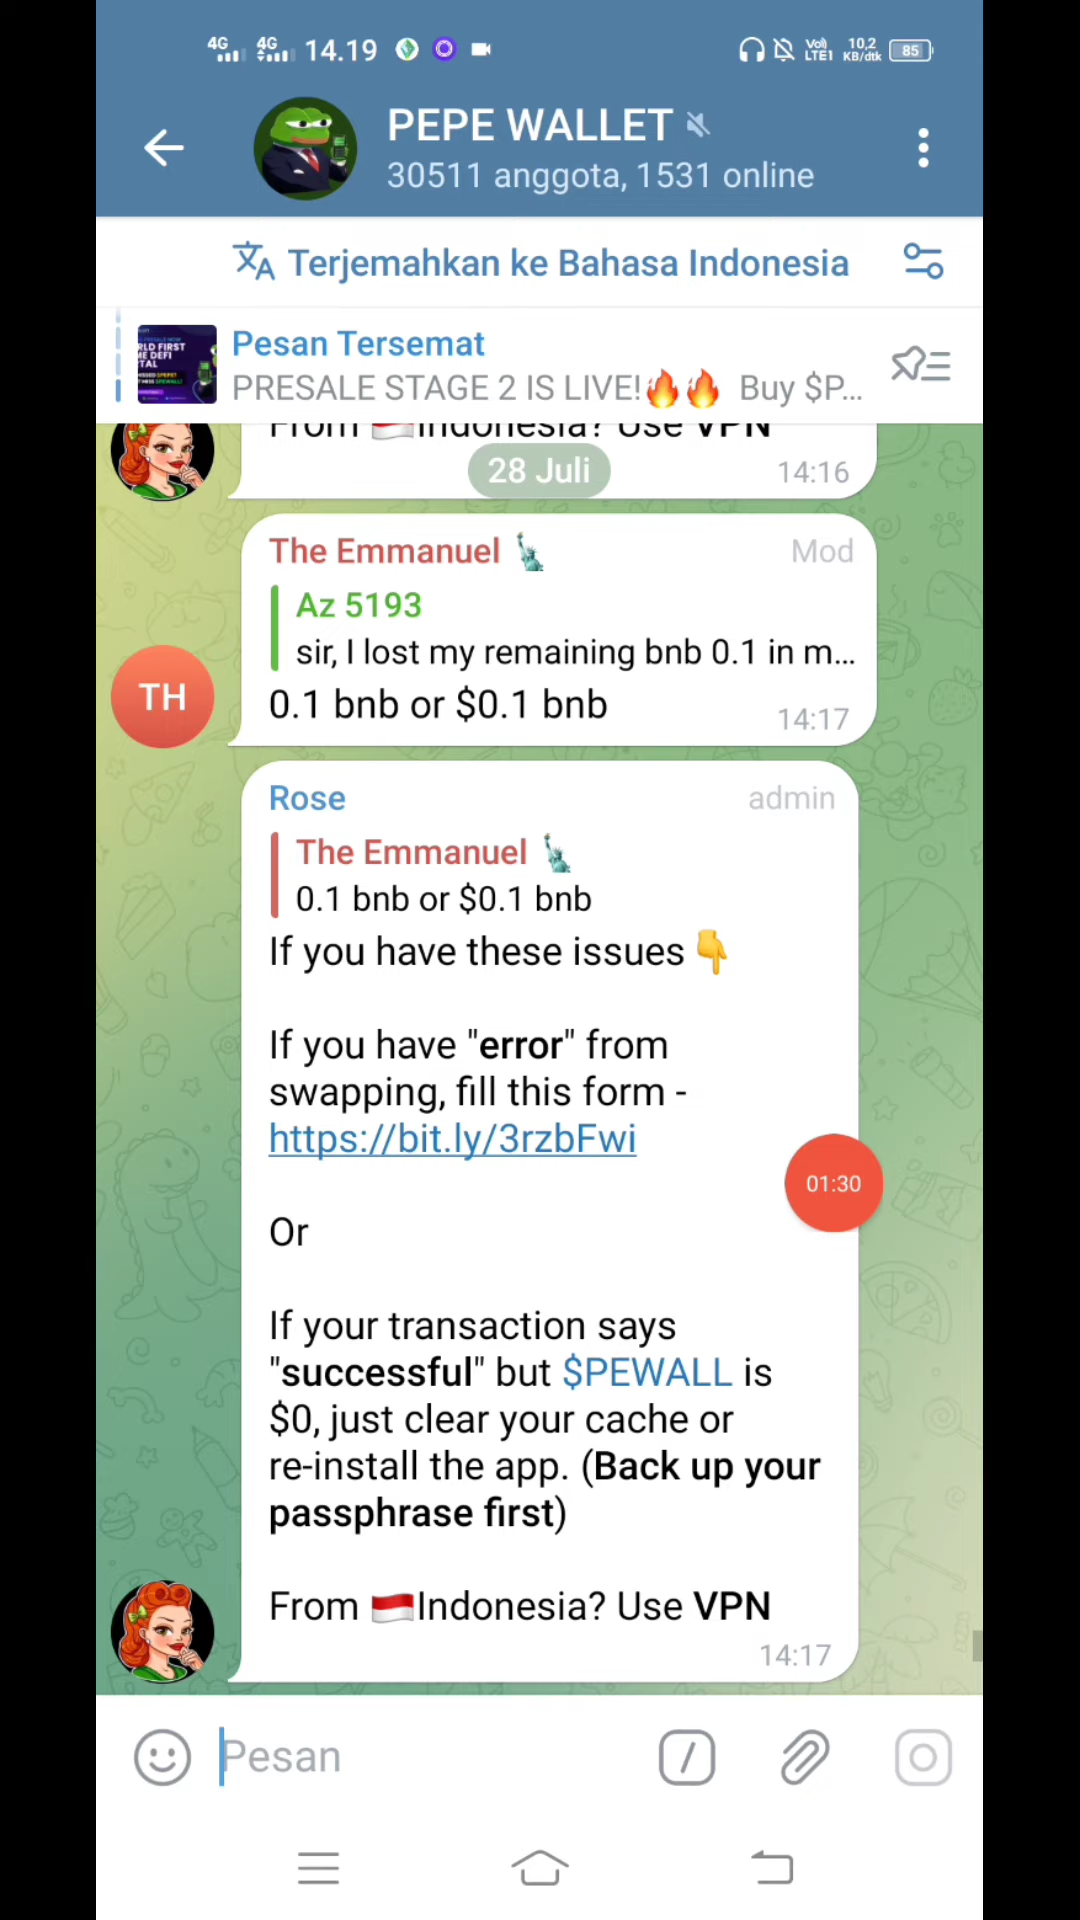 4G 4G 14.19 Vo)) LTE1 10,2 KB/dtk 85
PEPE WALLET
30511 anggota, 1531 online
Terjemahkan ke Bahasa Indonesia
Pesan Tersemat
PRESALE STAGE 2 IS LIVE!🔥🔥 Buy $P...
From 🇮🇩Indonesia? Use VPN
28 Juli
14:16
The Emmanuel 🗽 Mod
Az 5193
sir, I lost my remaining bnb 0.1 in m...
0.1 bnb or $0.1 bnb
14:17
TH
Rose admin
The Emmanuel 🗽
0.1 bnb or $0.1 bnb
If you have these issues👇
If you have "error" from
swapping, fill this form -
https://bit.ly/3rzbFwi
01:30
Or
If your transaction says
"successful" but $PEWALL is
$0, just clear your cache or
re-install the app. (Back up your
passphrase first)
From 🇮🇩Indonesia? Use VPN
14:17
Pesan